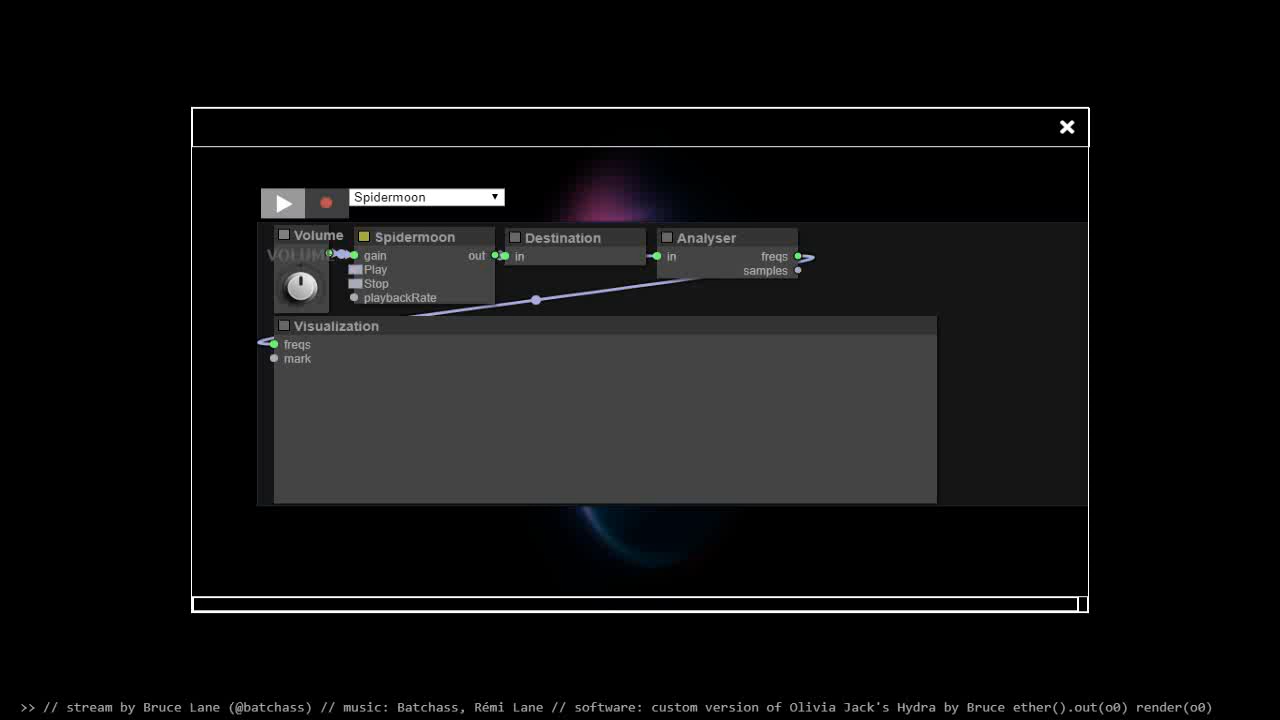 Spidermoon
Volume
VOLUME
Spidermoon
gain out
Play
Stop
playbackRate
Destination
in
Analyser
in freqs
samples
Visualization
freqs
mark
>> // stream by Bruce Lane (@batchass) // music: Batchass, Rémi Lane // software: custom version of Olivia Jack's Hydra by Bruce ether().out(o0) render(o0)